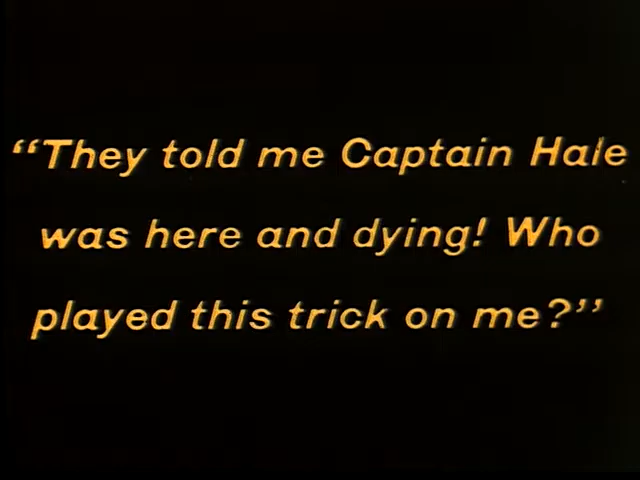 “They told me Captain Hale
was here and dying! Who
played this trick on me?”